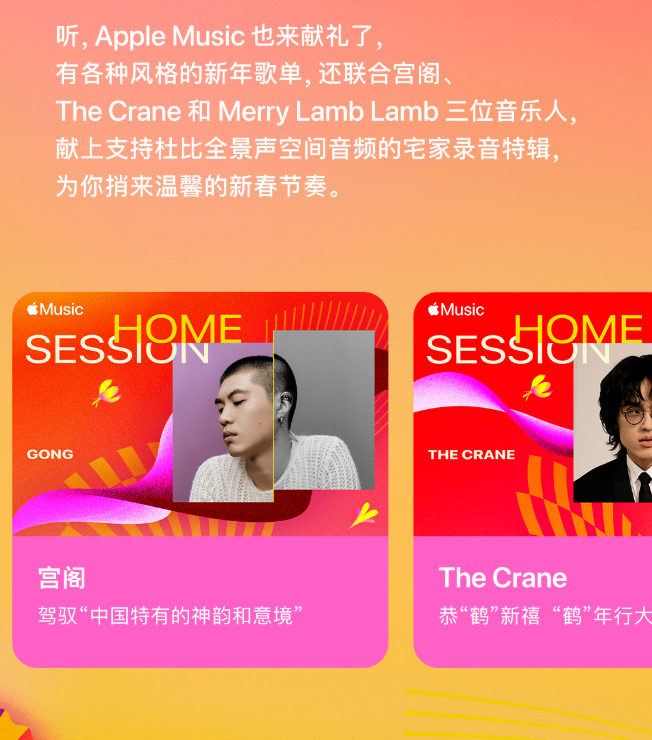 听, Apple Music 也来献礼了,
有各种风格的新年歌单, 还联合宫阁、
The Crane 和 Merry Lamb Lamb 三位音乐人,
献上支持杜比全景声空间音频的宅家录音特辑,
为你捎来温馨的新春节奏。
Music
HOME
SESSION
GONG
宫阁
驾驭“中国特有的神韵和意境”
Music
HOME
SESSION
THE CRANE
The Crane
恭“鹤”新禧 “鹤”年行大